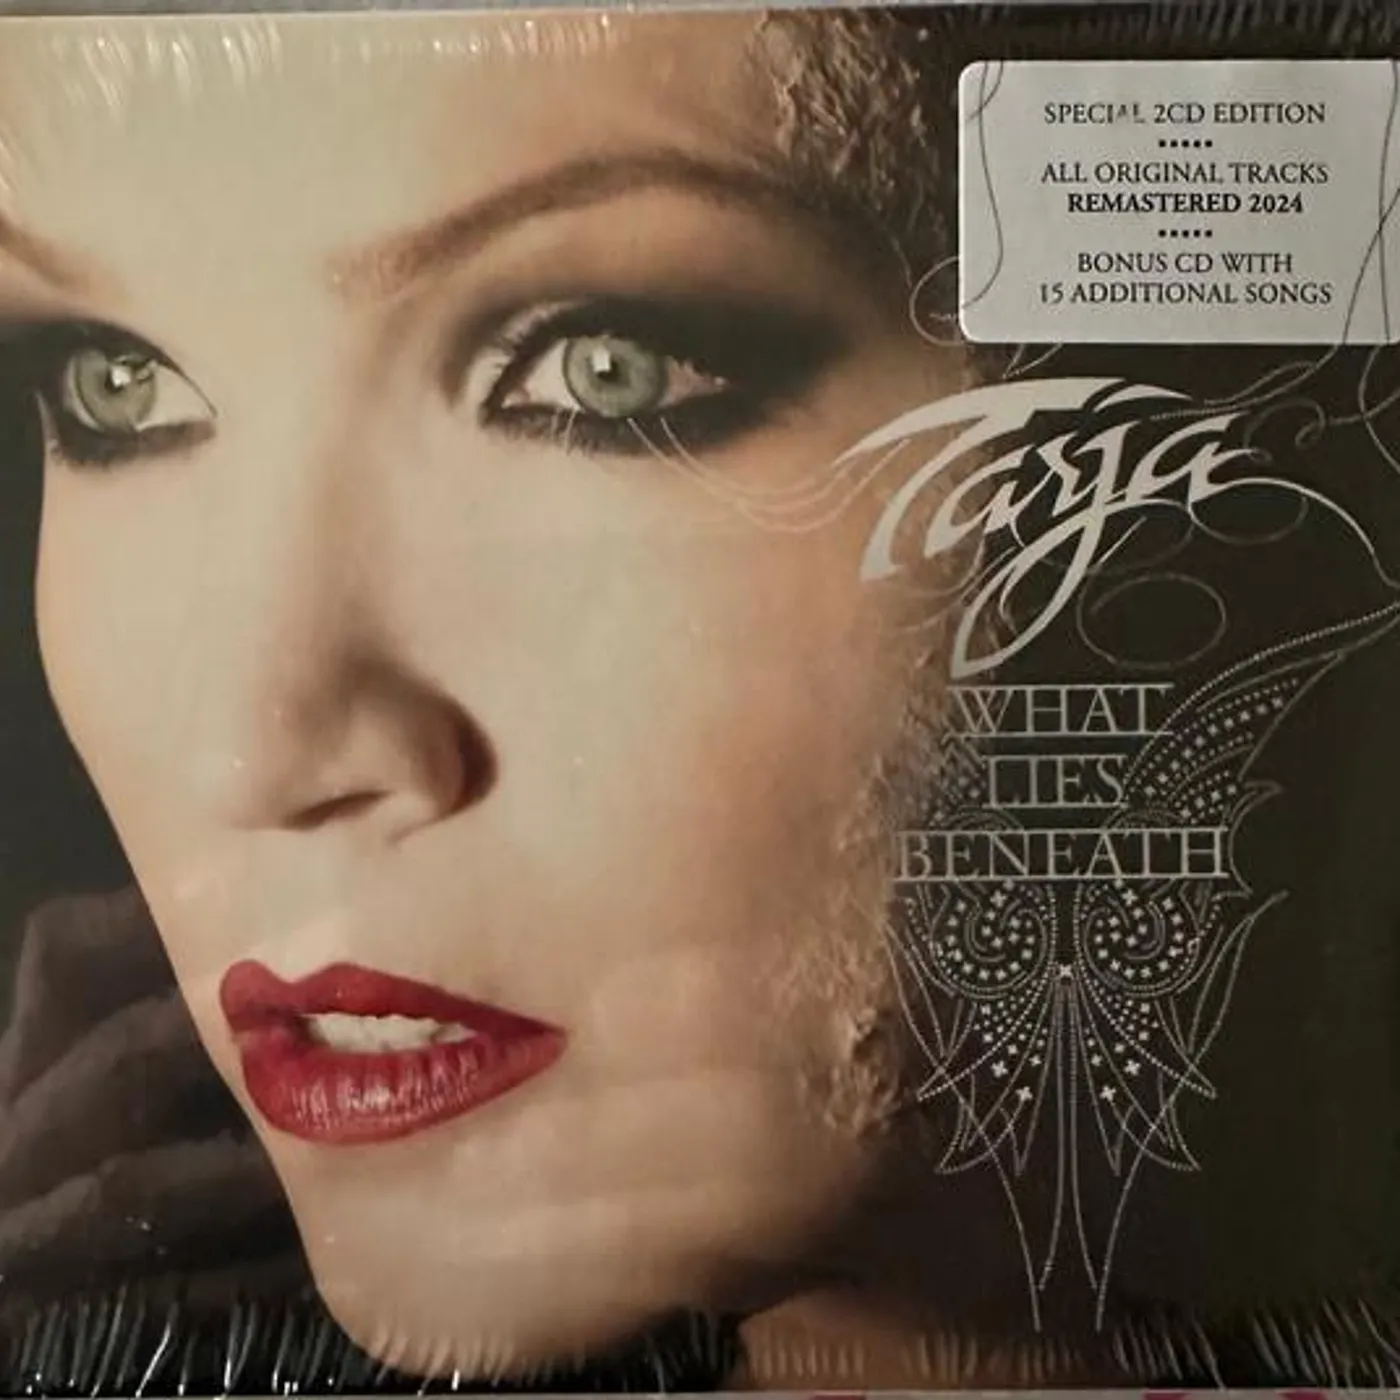 SPECIAL 2CD EDITION
ALL ORIGINAL TRACKS
REMASTERED 2024
BONUS CD WITH
15 ADDITIONAL SONGS
Tarja
WHAT
LIES
BENEATH